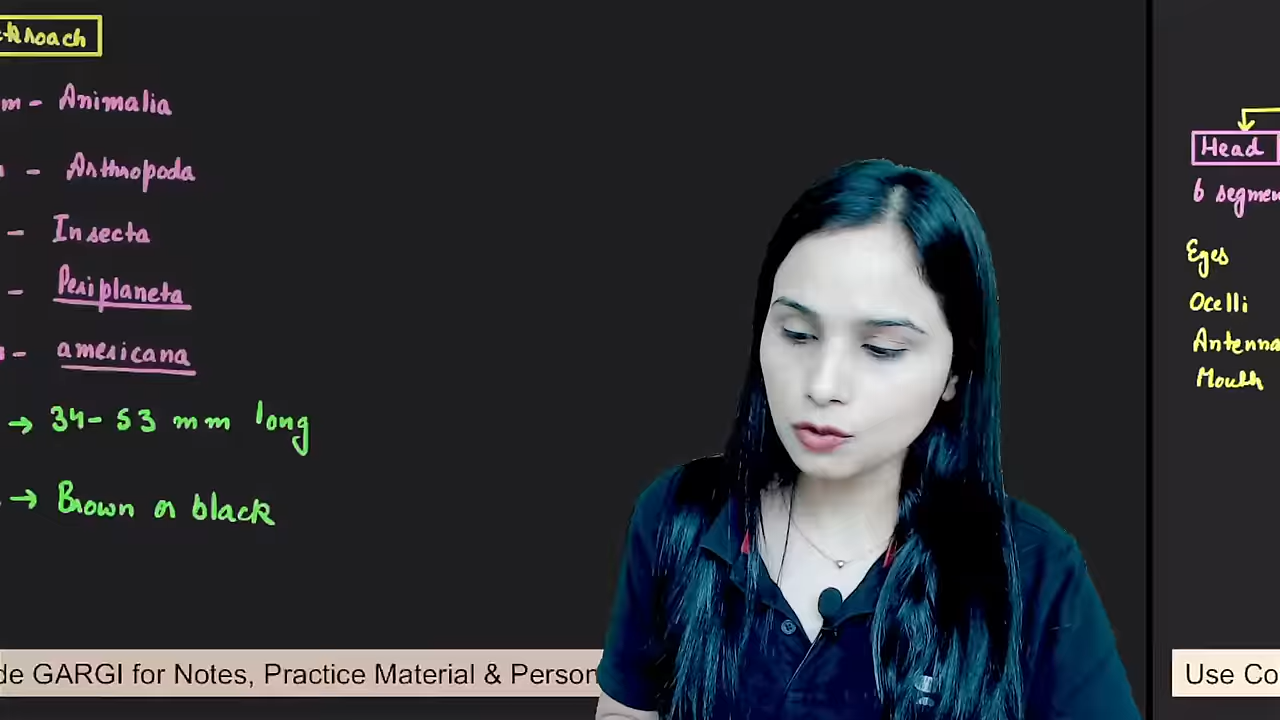 ckroach
m - Animalia
- Arthropoda
- Insecta
- Periplaneta
- americana
→ 34-53 mm long
→ Brown or black
de GARGI for Notes, Practice Material & Person
Head
6 segmen
Eyes
Ocelli
Antenna
Mouth
Use Co